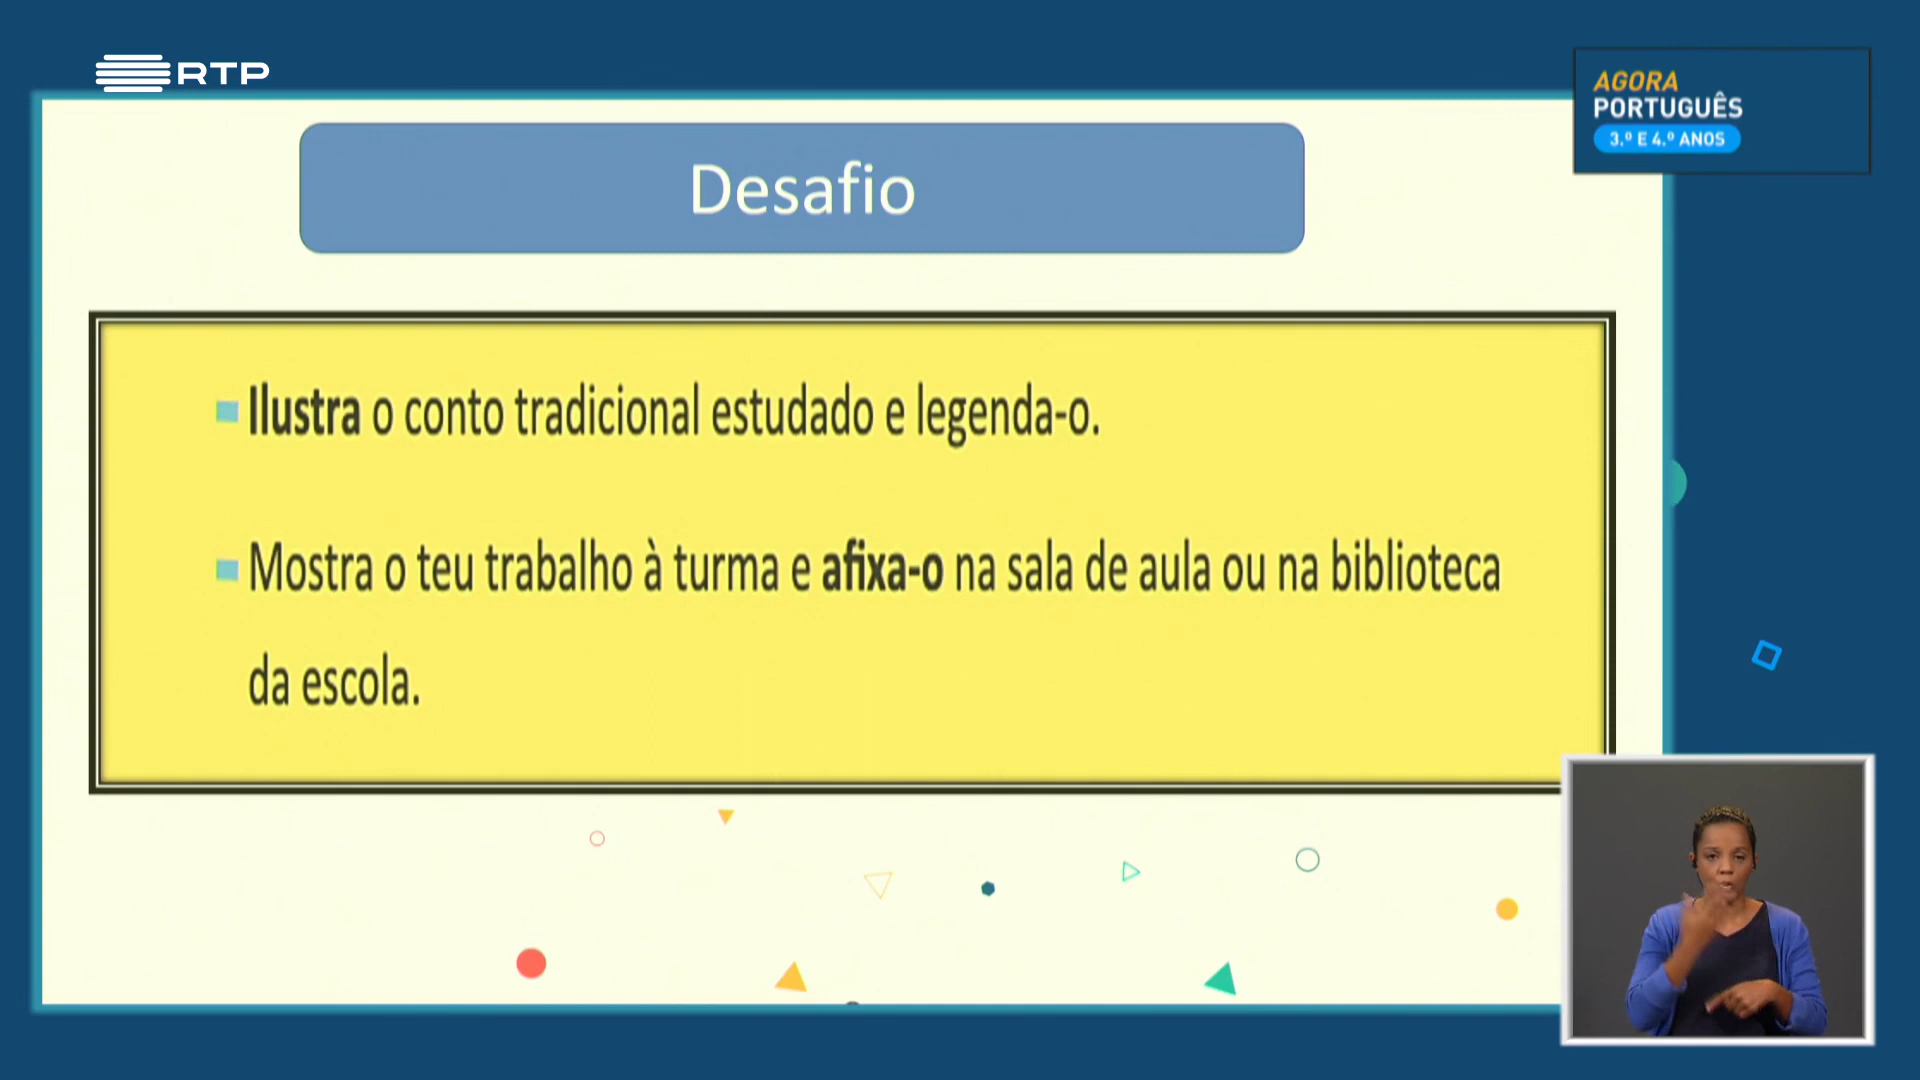 RTP
AGORA
PORTUGUÊS
3.º E 4.º ANOS
Desafio
Ilustra o conto tradicional estudado e legenda-o.
Mostra o teu trabalho à turma e afixa-o na sala de aula ou na biblioteca
da escola.